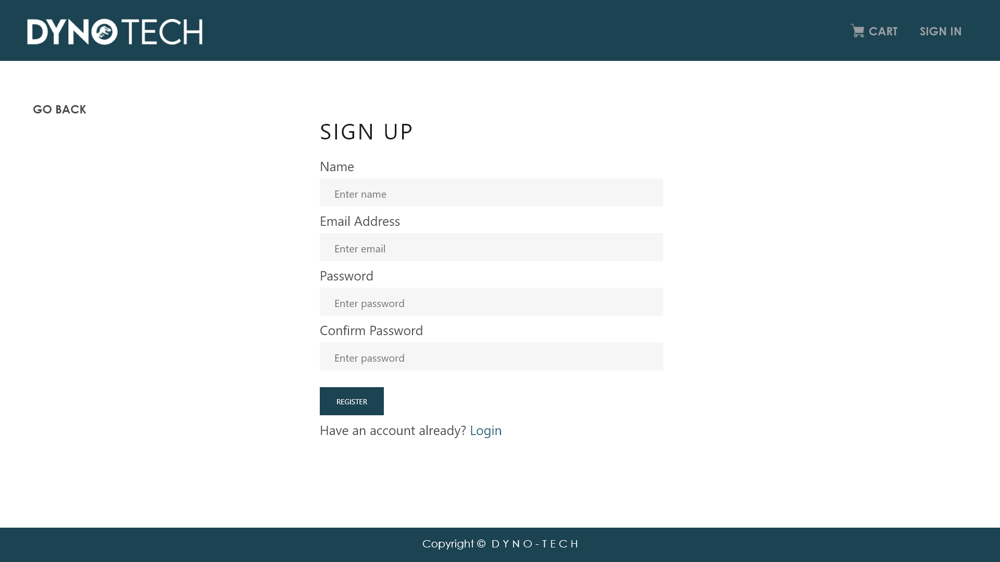 DYNOTECH
CART
SIGN IN
GO BACK
SIGN UP
Name
Enter name
Email Address
Enter email
Password
Enter password
Confirm Password
Enter password
REGISTER
Have an account already? Login
Copyright © DYNO-TECH